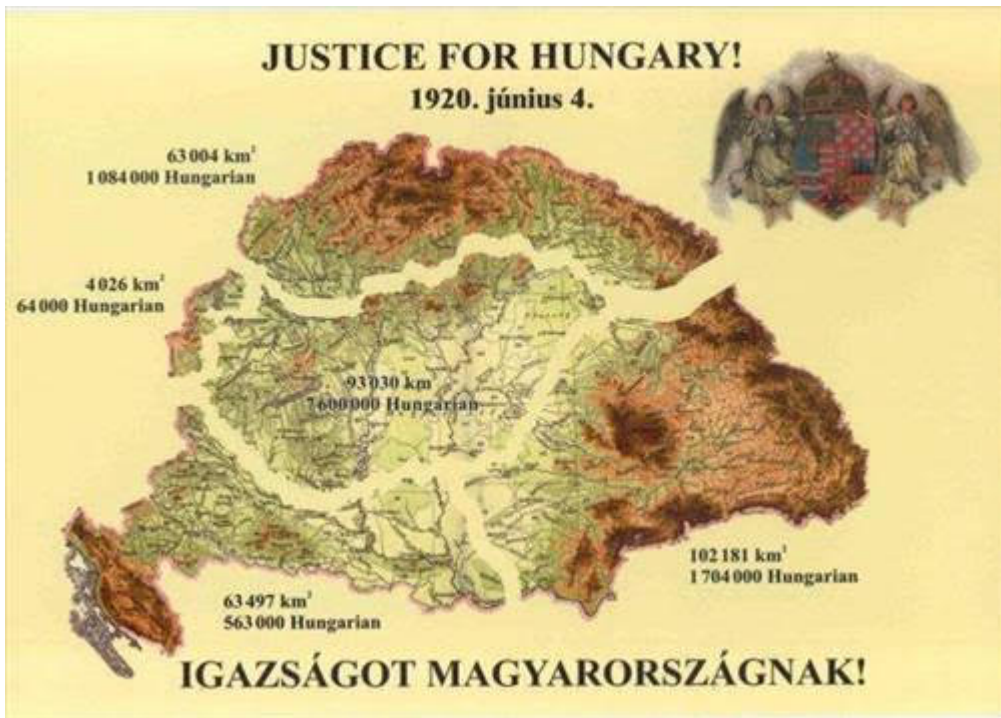 JUSTICE FOR HUNGARY!
1920. június 4.
63 004 km²
1 084 000 Hungarian
4 026 km²
64 000 Hungarian
93 030 km²
7 600 000 Hungarian
102 181 km²
1 704 000 Hungarian
63 497 km²
563 000 Hungarian
IGAZSÁGOT MAGYARORSZÁGNAK!